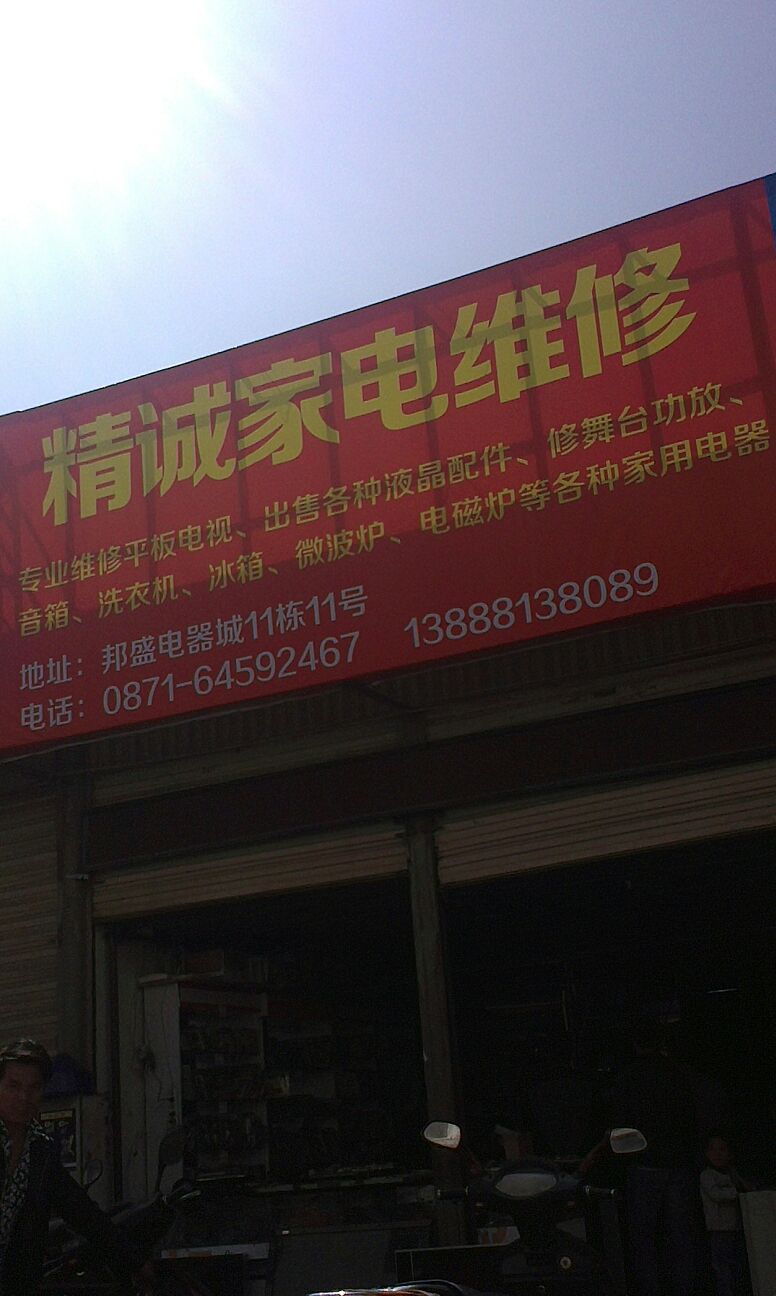 精诚家电维修
专业维修平板电视、出售各种液晶配件、修舞台功放、
音箱、洗衣机、冰箱、微波炉、电磁炉等各种家用电器
地址：邦盛电器城11栋11号
电话：0871-64592467 13888138089